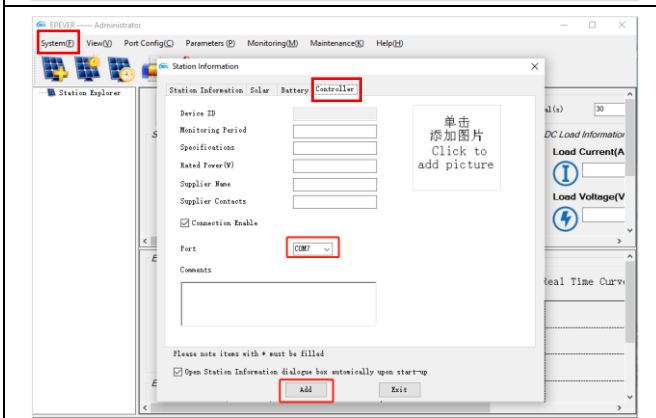 EPEVER —— Administrator
System(F) View(V) Port Config(C) Parameters (P) Monitoring(M) Maintenance(X) Help(H)
Station Information
Station Explorer
Station Information Solar Battery Controller
Device ID
Monitoring Period
Specifications
Rated Power(W)
Supplier Name
Supplier Contacts
Connection Enable
Port COM7
Comments
单击
添加图片
Click to
add picture
al(s) 30
DC Load Information
Load Current(A
Load Voltage(V
Real Time Curv
Please note items with * must be filled
Open Station Information dialogue box automically upon start-up
Add Exit